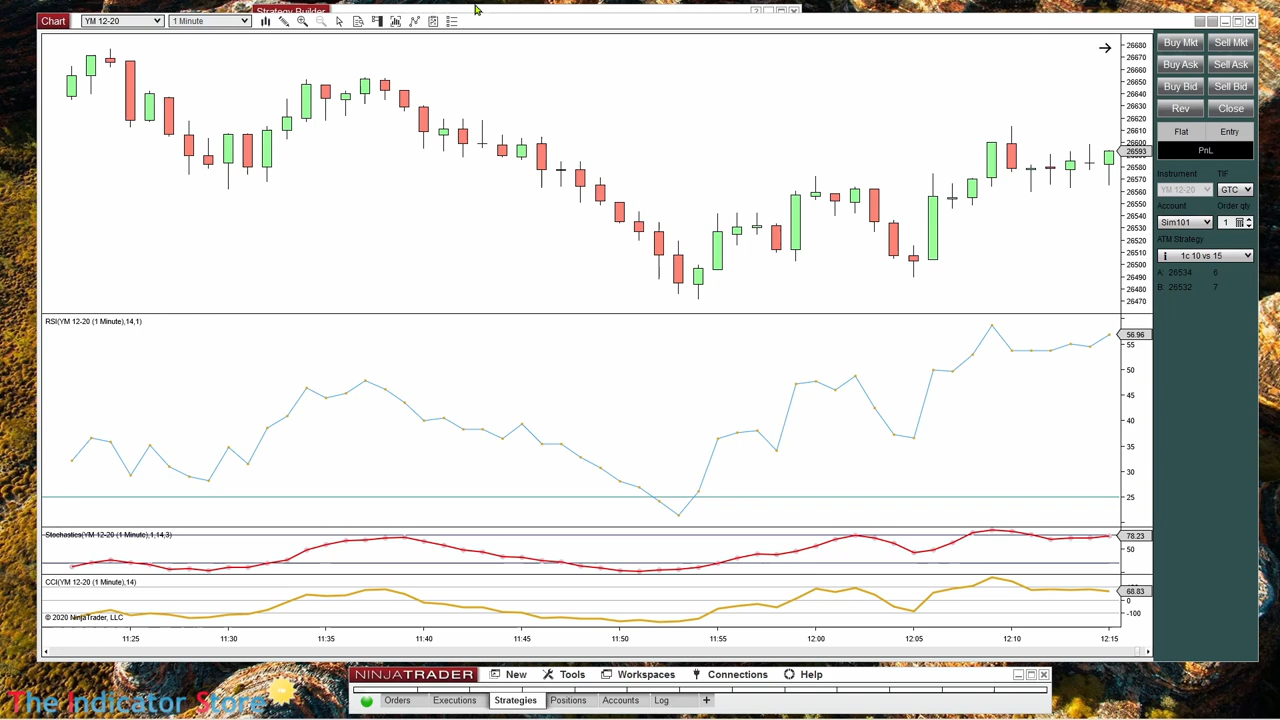 Strategy Builder
Chart YM 12-20 1 Minute
26680
26670
26660
26650
26640
26630
26620
26610
26600
26593
26580
26570
26560
26550
26540
26530
26520
26510
26500
26490
26480
26470
Buy Mkt Sell Mkt
Buy Ask Sell Ask
Buy Bid Sell Bid
Rev Close
Flat Entry
PnL
Instrument TIF
YM 12-20 GTC
Account Order qty
Sim101 1
ATM Strategy
1c 10 vs 15
A: 26534 6
B: 26532 7
RSI(YM 12-20 (1 Minute),14,1)
56.96
55
50
45
40
35
30
25
Stochastics(YM 12-20 (1 Minute),1,14,3)
78.23
50
CCI(YM 12-20 (1 Minute),14)
68.83
0
-100
© 2020 NinjaTrader, LLC
11:25 11:30 11:35 11:40 11:45 11:50 11:55 12:00 12:05 12:10 12:15
NINJATRADER New Tools Workspaces Connections Help
Orders Executions Strategies Positions Accounts Log +
The Indicator Store